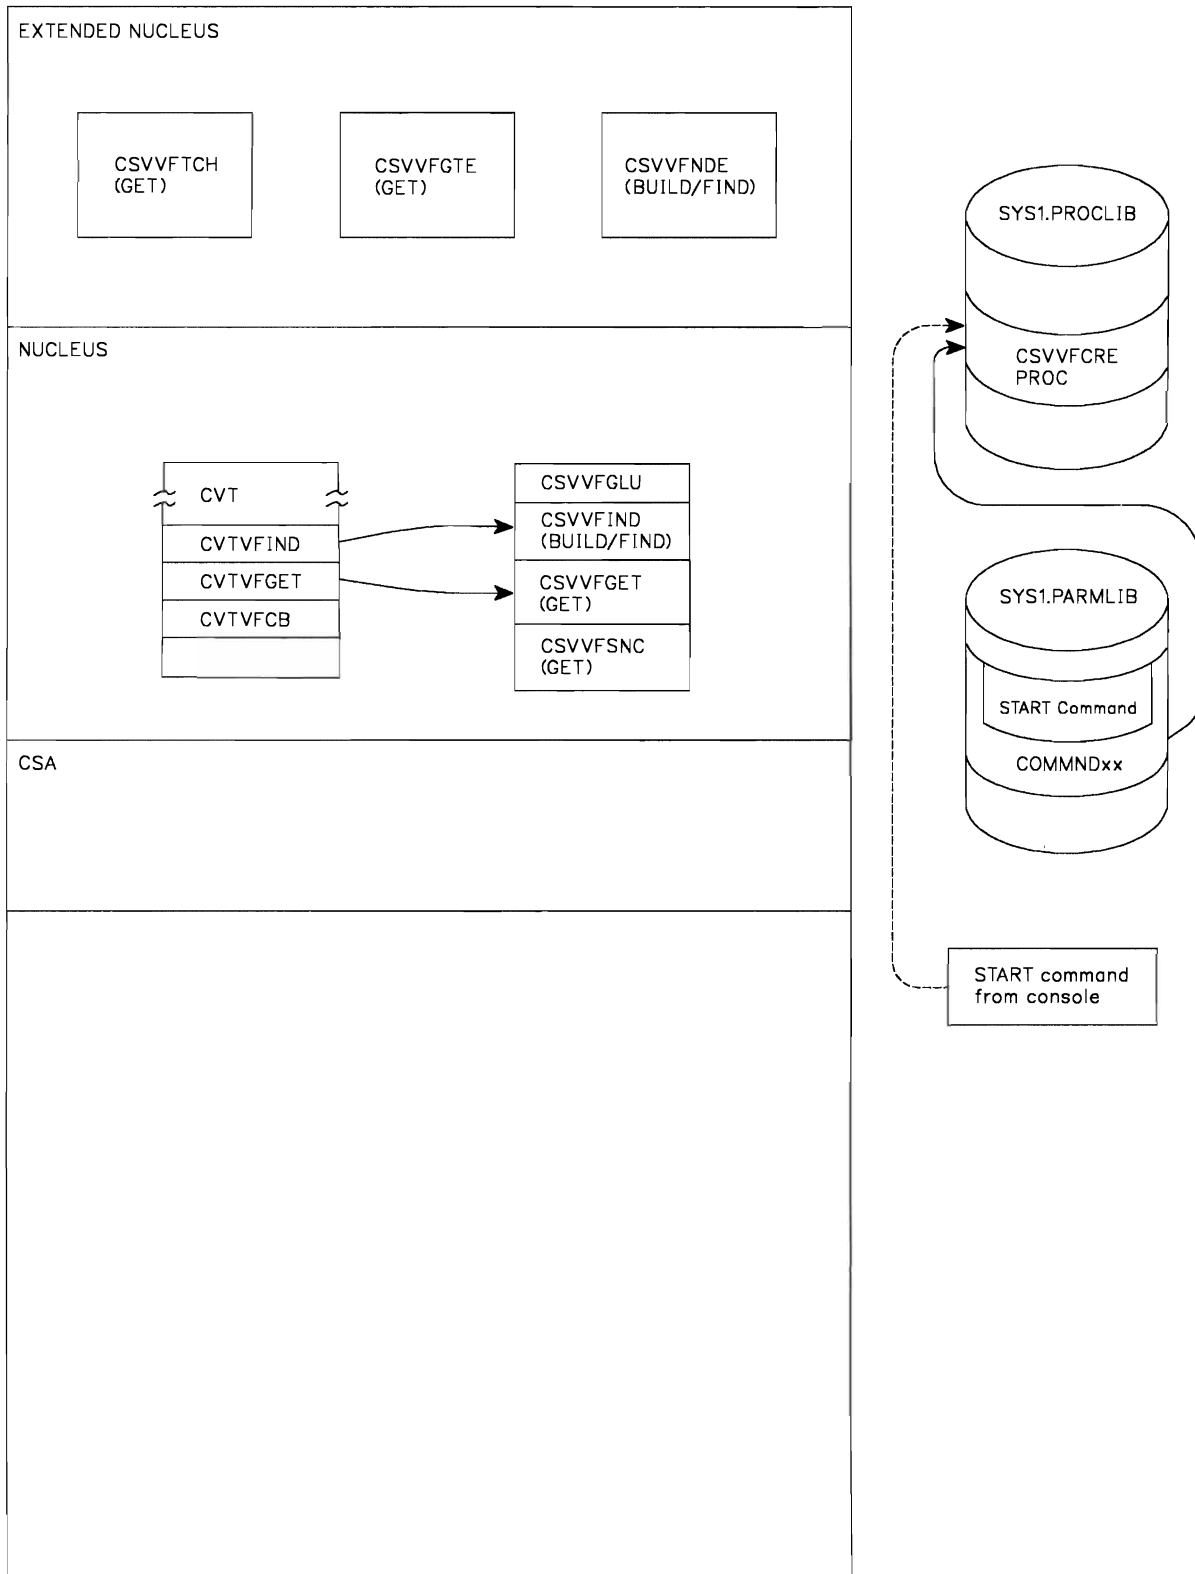 EXTENDED NUCLEUS
CSVVFTCH
(GET)
CSVVFGTE
(GET)
CSVVFNDE
(BUILD/FIND)
NUCLEUS
CVT
CVTVFIND
CVTVFGET
CVTVFCB
CSVVFGLU
CSVVFIND
(BUILD/FIND)
CSVVFGET
(GET)
CSVVFSNC
(GET)
CSA
SYS1.PROCLIB
CSVVFCRE
PROC
SYS1.PARMLIB
START Command
COMMNDxx
START command
from console